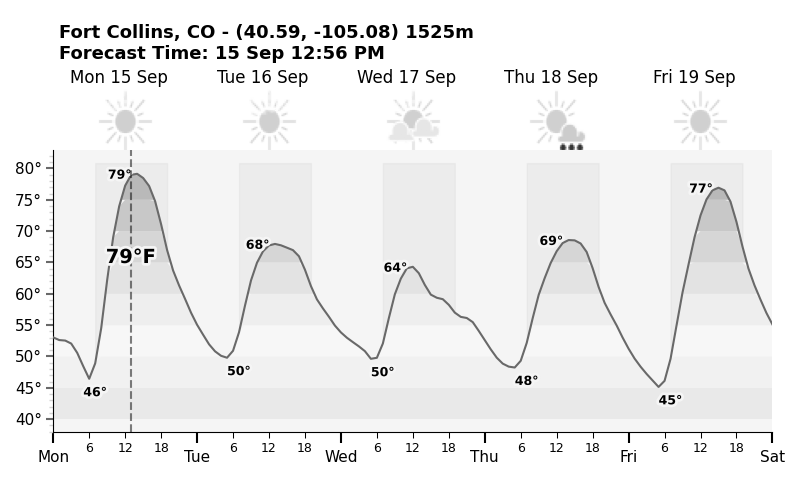 Fort Collins, CO - (40.59, -105.08) 1525m
Forecast Time: 15 Sep 12:56 PM
Mon 15 Sep Tue 16 Sep Wed 17 Sep Thu 18 Sep Fri 19 Sep
80°
75°
70°
65°
60°
55°
50°
45°
40°
79° 68° 64° 69° 77°
79°F
46° 50° 50° 48° 45°
6 12 18 6 12 18 6 12 18 6 12 18 6 12 18
Mon Tue Wed Thu Fri Sat